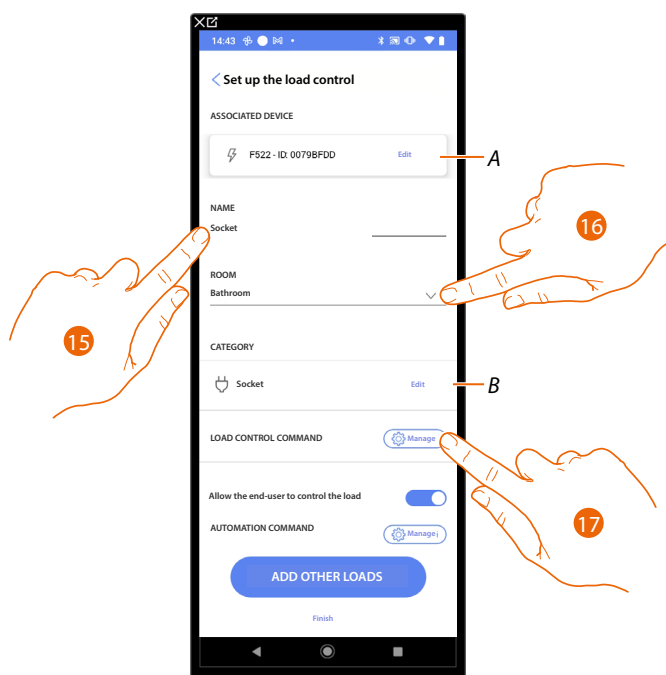 14:43
Set up the load control
ASSOCIATED DEVICE
F522 - ID: 0079BFDD
Edit
A
NAME
Socket
16
ROOM
Bathroom
15
CATEGORY
Socket
Edit
B
LOAD CONTROL COMMAND
Manage
Allow the end-user to control the load
17
AUTOMATION COMMAND
Manage
ADD OTHER LOADS
Finish